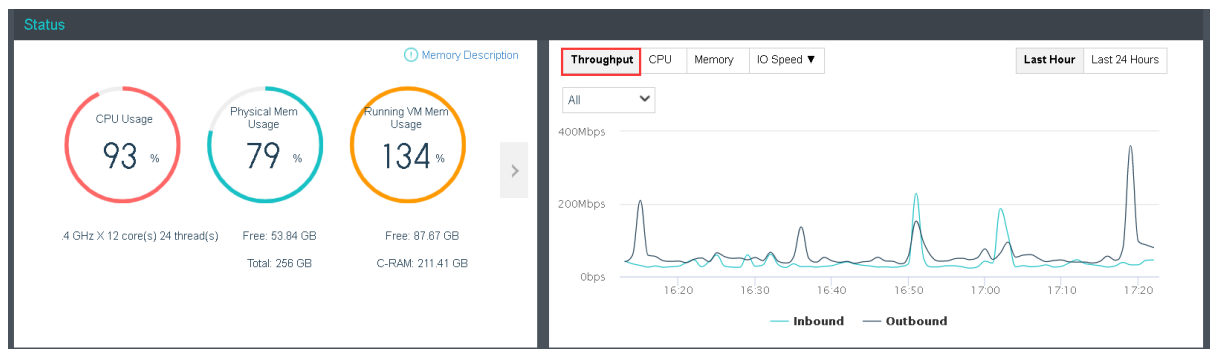 Status
Memory Description
CPU Usage
93 %
Physical Mem
Usage
79 %
Running VM Mem
Usage
134 %
.4 GHz X 12 core(s) 24 thread(s)
Free: 53.84 GB
Total: 256 GB
Free: 87.67 GB
C-RAM: 211.41 GB
Throughput CPU Memory IO Speed ▼
Last Hour Last 24 Hours
All
400Mbps
200Mbps
0bps
16:20 16:30 16:40 16:50 17:00 17:10 17:20
Inbound Outbound